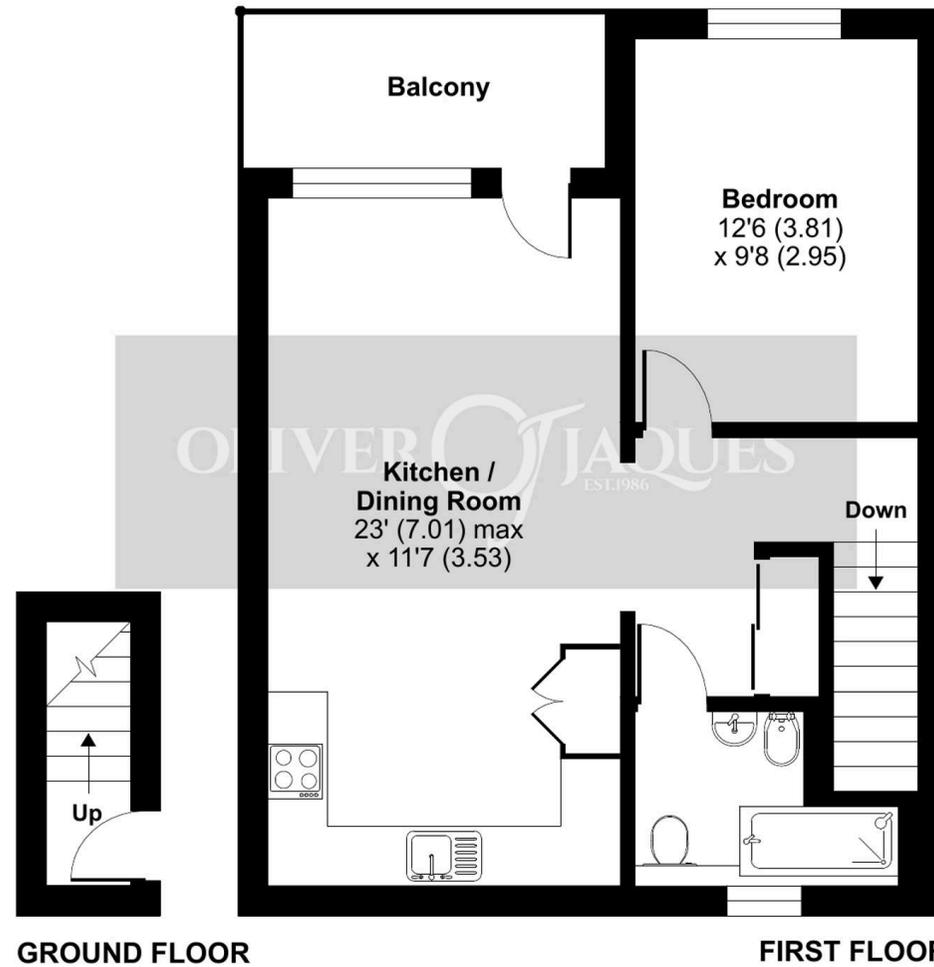 Balcony
Bedroom
12'6 (3.81)
x 9'8 (2.95)
OLIVER JAQUES
EST.1986
Kitchen /
Dining Room
23' (7.01) max
x 11'7 (3.53)
Down
Up
GROUND FLOOR
FIRST FLOOR